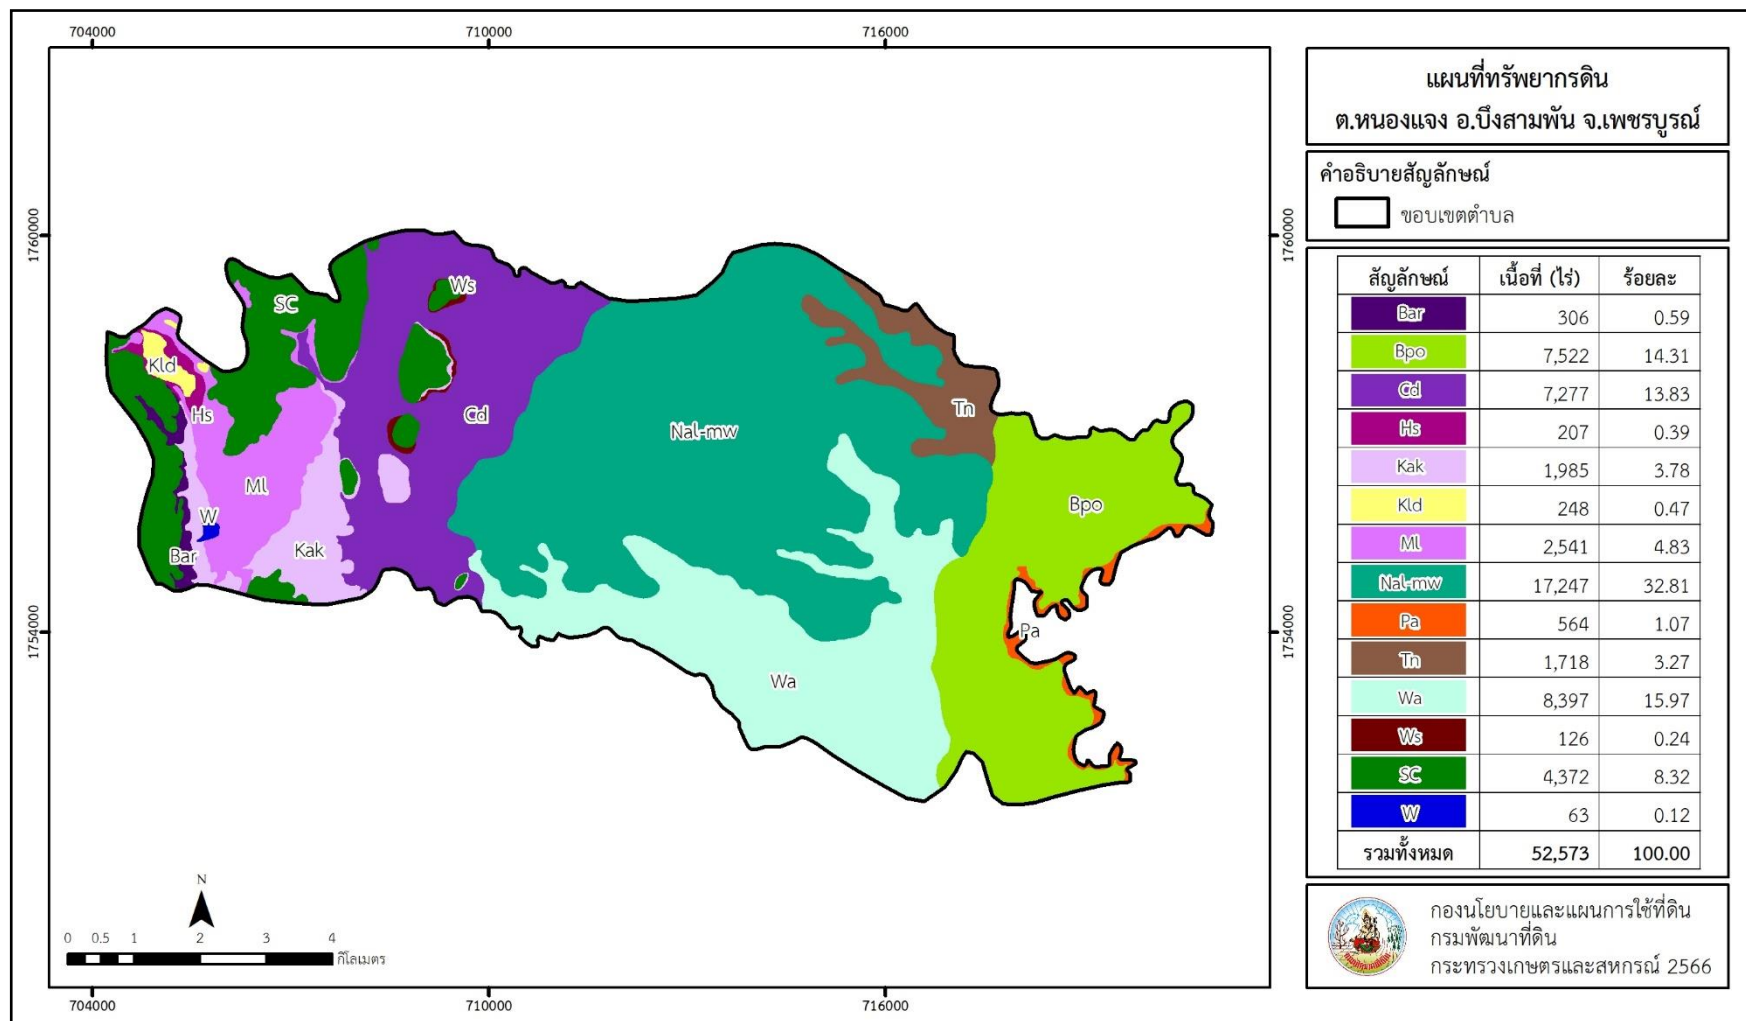 704000
710000
716000
1760000
1760000
1754000
1754000
SC
Ws
Kld
Hs
Cd
Nal-mw
Tn
Ml
W
Bar
Kak
Bpo
Pa
Wa
N
0 0.5 1 2 3 4
กิโลเมตร
704000
710000
716000
แผนที่ทรัพยากรดิน
ต.หนองแจง อ.บึงสามพัน จ.เพชรบูรณ์
คำอธิบายสัญลักษณ์
ขอบเขตตำบล
สัญลักษณ์ เนื้อที่ (ไร่) ร้อยละ
Bar 306 0.59
Bpo 7,522 14.31
Cd 7,277 13.83
Hs 207 0.39
Kak 1,985 3.78
Kld 248 0.47
Ml 2,541 4.83
Nal-mw 17,247 32.81
Pa 564 1.07
Tn 1,718 3.27
Wa 8,397 15.97
Ws 126 0.24
SC 4,372 8.32
W 63 0.12
รวมทั้งหมด 52,573 100.00
กองนโยบายและแผนการใช้ที่ดิน
กรมพัฒนาที่ดิน
กระทรวงเกษตรและสหกรณ์ 2566